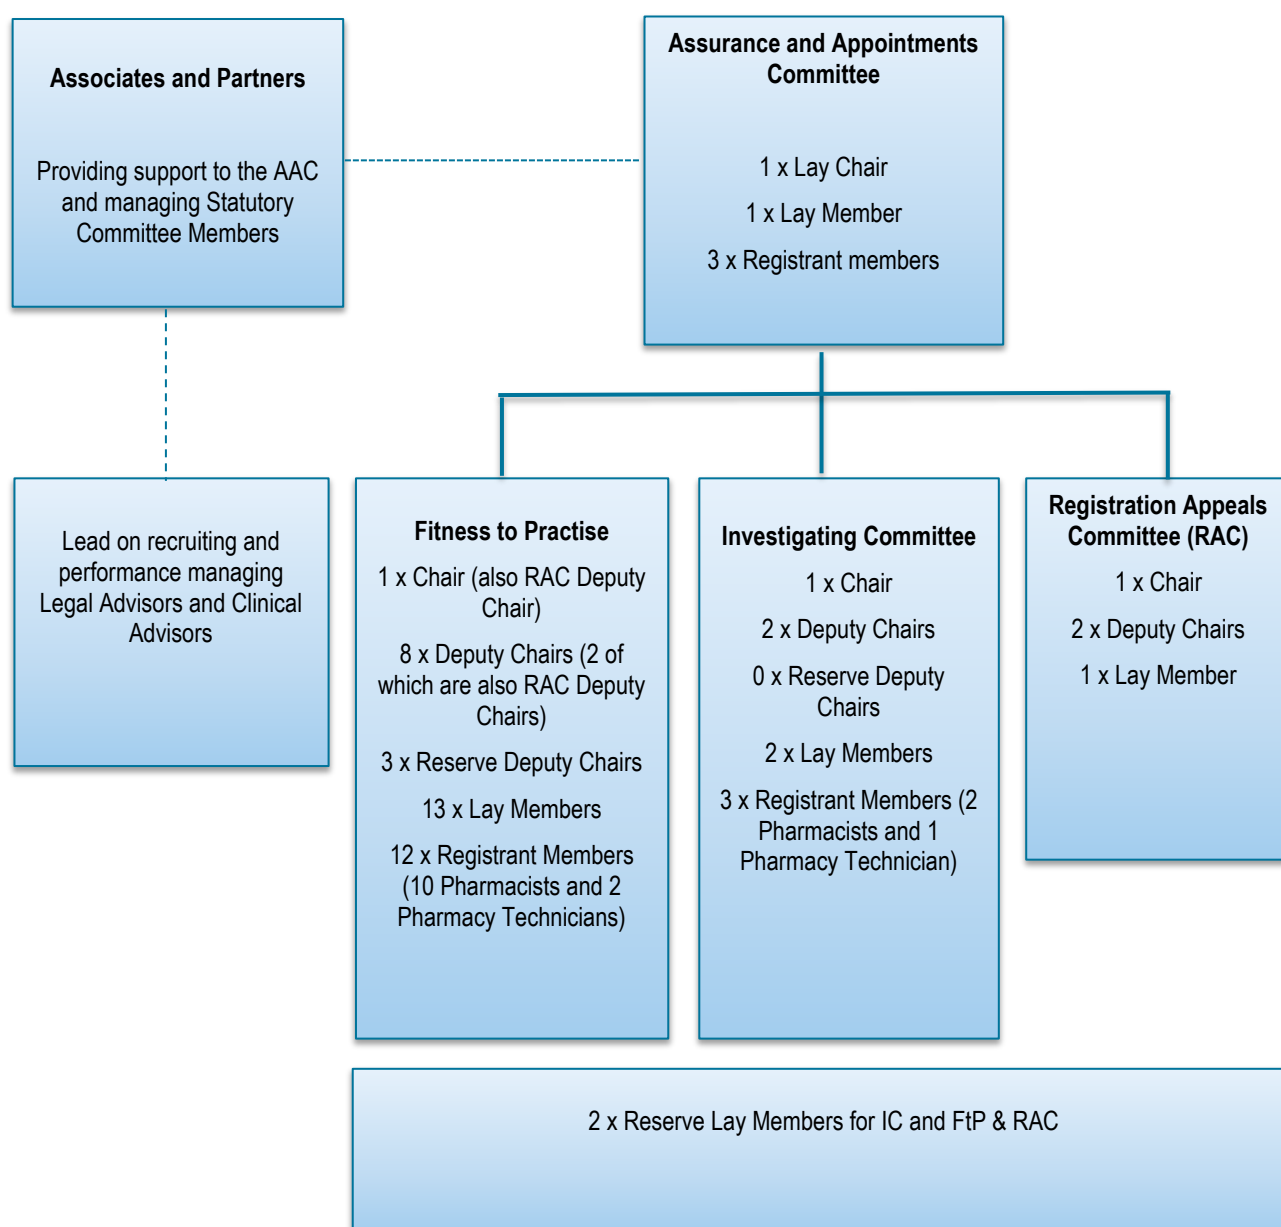 Associates and Partners
Providing support to the AAC
and managing Statutory
Committee Members
Assurance and Appointments
Committee
1 x Lay Chair
1 x Lay Member
3 x Registrant members
Lead on recruiting and
performance managing
Legal Advisors and Clinical
Advisors
Fitness to Practise
1 x Chair (also RAC Deputy
Chair)
8 x Deputy Chairs (2 of
which are also RAC Deputy
Chairs)
3 x Reserve Deputy Chairs
13 x Lay Members
12 x Registrant Members
(10 Pharmacists and 2
Pharmacy Technicians)
Investigating Committee
1 x Chair
2 x Deputy Chairs
0 x Reserve Deputy
Chairs
2 x Lay Members
3 x Registrant Members (2
Pharmacists and 1
Pharmacy Technician)
Registration Appeals
Committee (RAC)
1 x Chair
2 x Deputy Chairs
1 x Lay Member
2 x Reserve Lay Members for IC and FtP & RAC